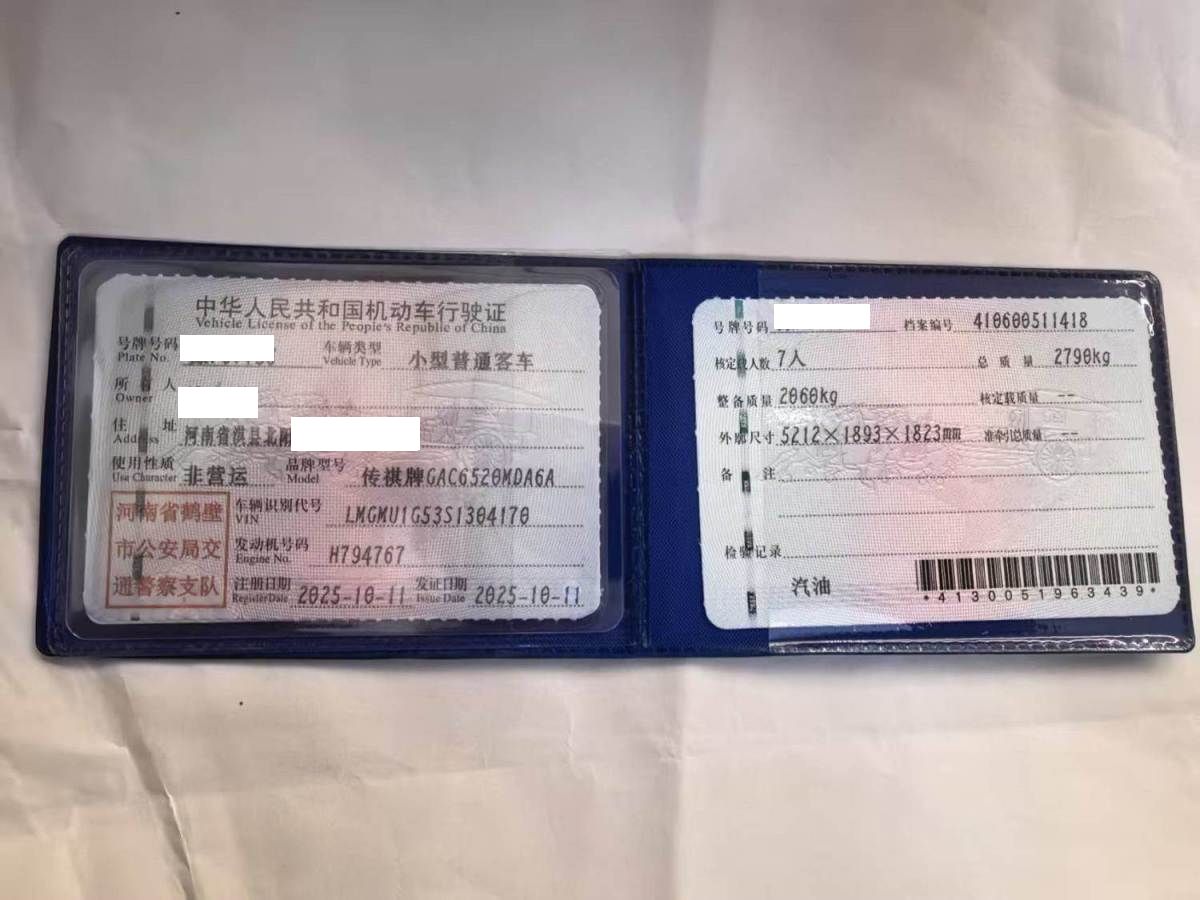 中华人民共和国机动车行驶证
Vehicle License of the People's Republic of China
号牌号码
Plate No.
车辆类型 小型普通客车
Vehicle Type
所有人
Owner
住址 河南省淇县北
Address
使用性质 非营运
Use Character
品牌型号 传祺牌GAC6520MDA6A
Model
河南省鹤壁
市公安局交
通警察支队
车辆识别代号 LMGMU1G53S1304170
VIN
发动机号码 H794767
Engine No.
注册日期 2025-10-11
Register Date
发证日期 2025-10-11
Issue Date
号牌号码
档案编号 410600511418
核定载人数 7人
总质量 2790kg
整备质量 2060kg
核定载质量 --
外廓尺寸 5212×1893×1823mm
准牵引总质量 --
备注
检验记录
汽油
*4130051963439*